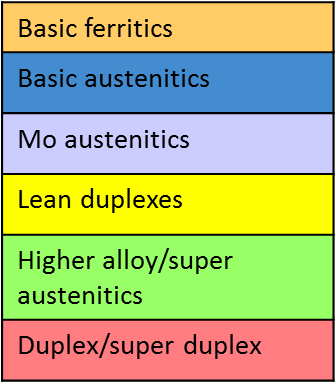 Basic ferritics
Basic austenitics
Mo austenitics
Lean duplexes
Higher alloy/super
austenitics
Duplex/super duplex